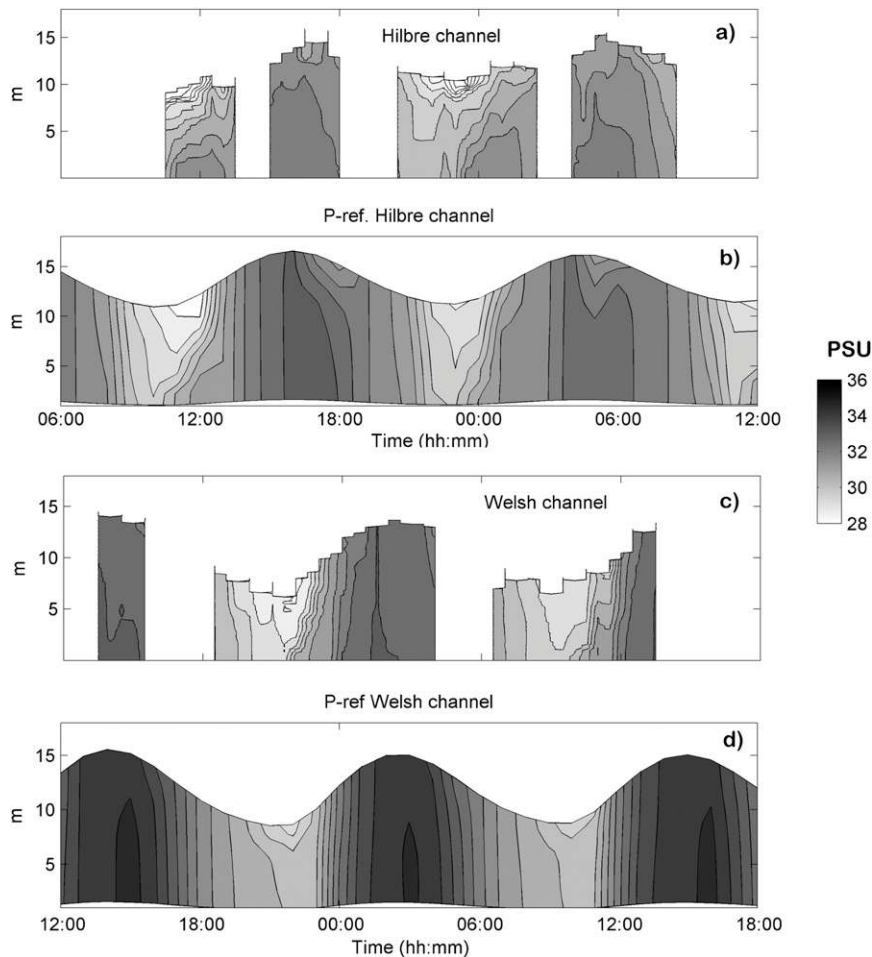 Hilbre channel
a)
15
10
5
m
P-ref. Hilbre channel
b)
15
10
5
m
06:00 12:00 18:00 00:00 06:00 12:00
Time (hh:mm)
PSU
36
34
32
30
28
Welsh channel
c)
15
10
5
m
P-ref Welsh channel
d)
15
10
5
m
12:00 18:00 00:00 06:00 12:00 18:00
Time (hh:mm)